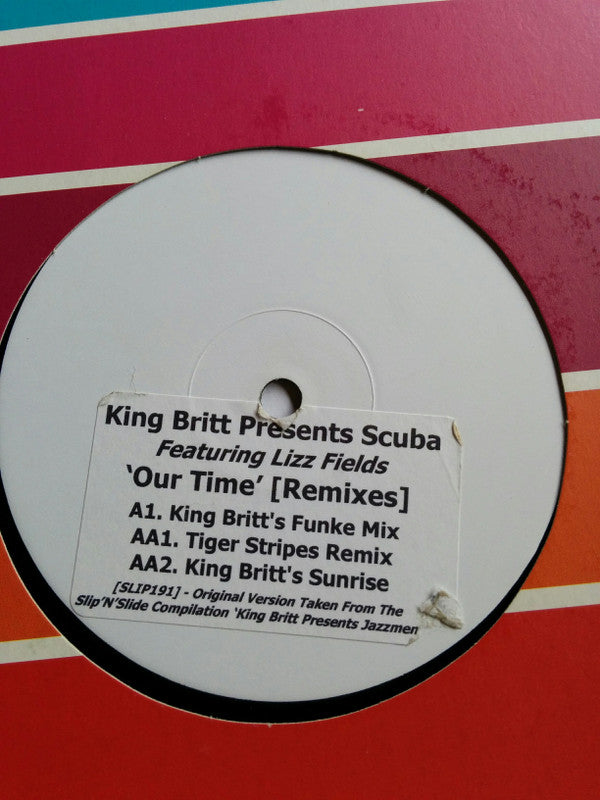 King Britt Presents Scuba
Featuring Lizz Fields
‘Our Time’ [Remixes]
A1. King Britt's Funke Mix
AA1. Tiger Stripes Remix
AA2. King Britt's Sunrise
[SLIP191] - Original Version Taken From The
Slip’N’Slide Compilation ‘King Britt Presents Jazzmen